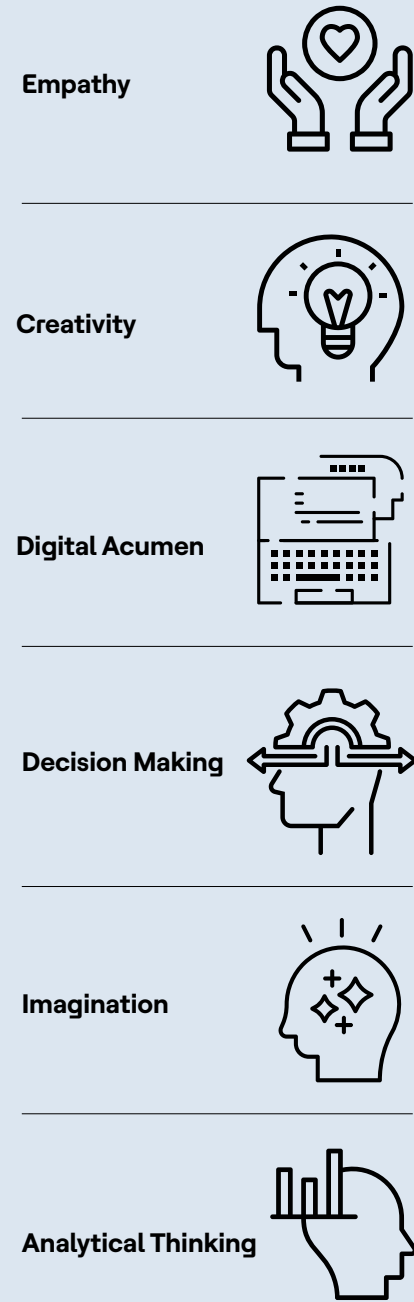 Empathy
Creativity
Digital Acumen
Decision Making
Imagination
Analytical Thinking